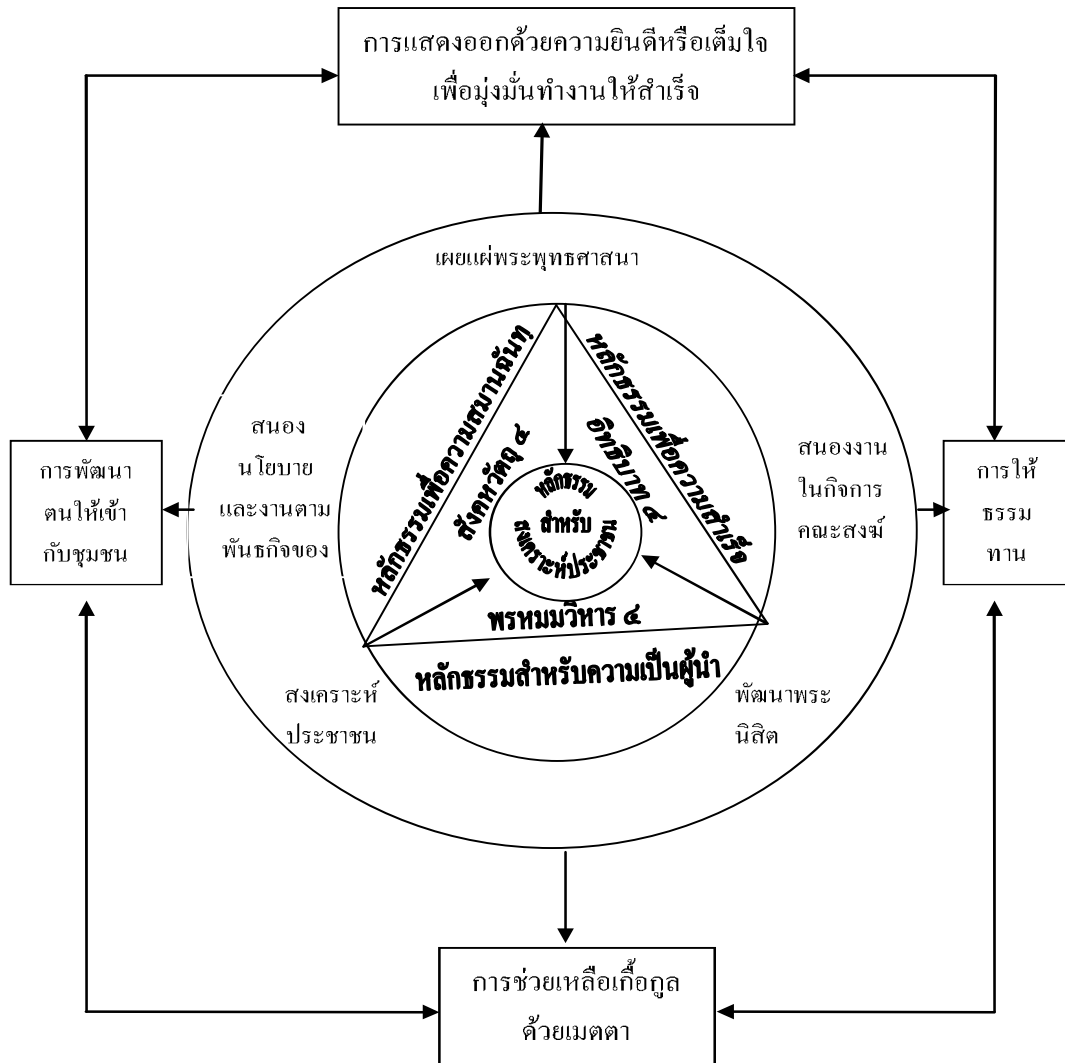 การแสดงออกด้วยความยินดีหรือเต็มใจ
เพื่อมุ่งมั่นทำงานให้สำเร็จ
เผยแผ่พระพุทธศาสนา
หลักธรรมเพื่อความสมานฉันทฺ
สังคหวัตถุ ๔
หลักธรรมเพื่อความสำเร็จ
อิทธิบาท ๔
สนอง
นโยบาย
และงานตาม
พันธกิจของ
สนองงาน
ในกิจการ
คณะสงฆ์
การพัฒนา
ตนให้เข้า
กับชุมชน
การให้
ธรรม
ทาน
หลักธรรม
สำหรับ
สงเคราะห์ประชาชน
พรหมมวิหาร ๔
หลักธรรมสำหรับความเป็นผู้นำ
สงเคราะห์
ประชาชน
พัฒนาพระ
นิสิต
การช่วยเหลือเกื้อกูล
ด้วยเมตตา